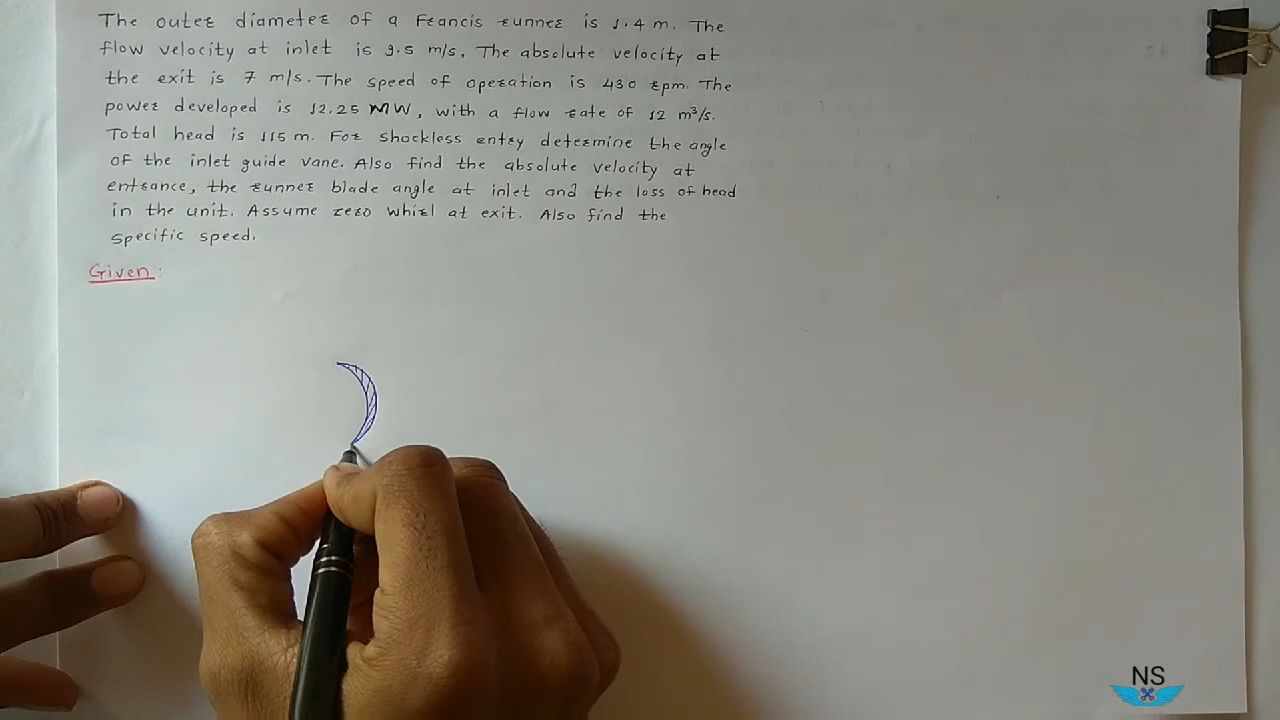 The outer diameter of a Francis runner is 1.4 m. The
flow velocity at inlet is 9.5 m/s. The absolute velocity at
the exit is 7 m/s. The speed of operation is 430 rpm. The
power developed is 12.25 MW, with a flow rate of 12 m³/s.
Total head is 115 m. For shockless entry determine the angle
of the inlet guide vane. Also find the absolute velocity at
entrance, the runner blade angle at inlet and the loss of head
in the unit. Assume zero whirl at exit. Also find the
specific speed.
Given:
NS